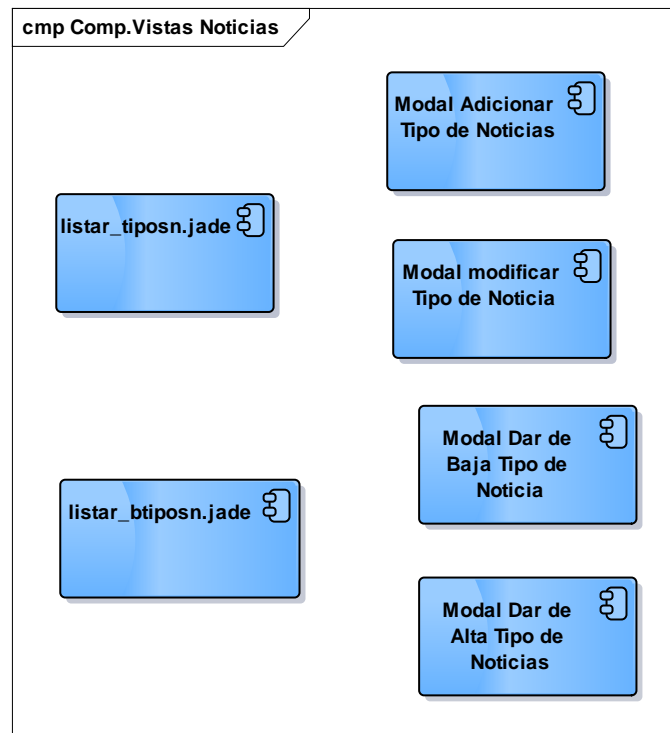 cmp Comp.Vistas Noticias
Modal Adicionar
Tipo de Noticias
listar_tiposn.jade
Modal modificar
Tipo de Noticia
Modal Dar de
Baja Tipo de
Noticia
listar_btiposn.jade
Modal Dar de
Alta Tipo de
Noticias